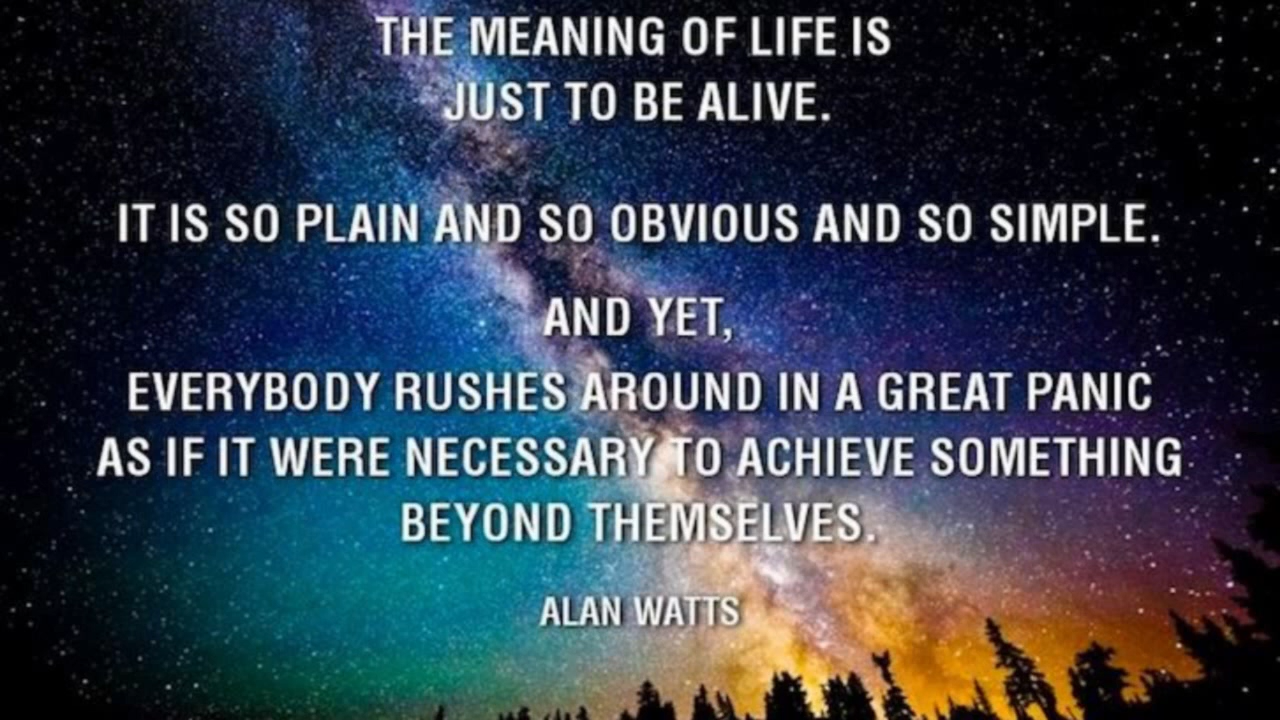 THE MEANING OF LIFE IS
JUST TO BE ALIVE.
IT IS SO PLAIN AND SO OBVIOUS AND SO SIMPLE.
AND YET,
EVERYBODY RUSHES AROUND IN A GREAT PANIC
AS IF IT WERE NECESSARY TO ACHIEVE SOMETHING
BEYOND THEMSELVES.
ALAN WATTS